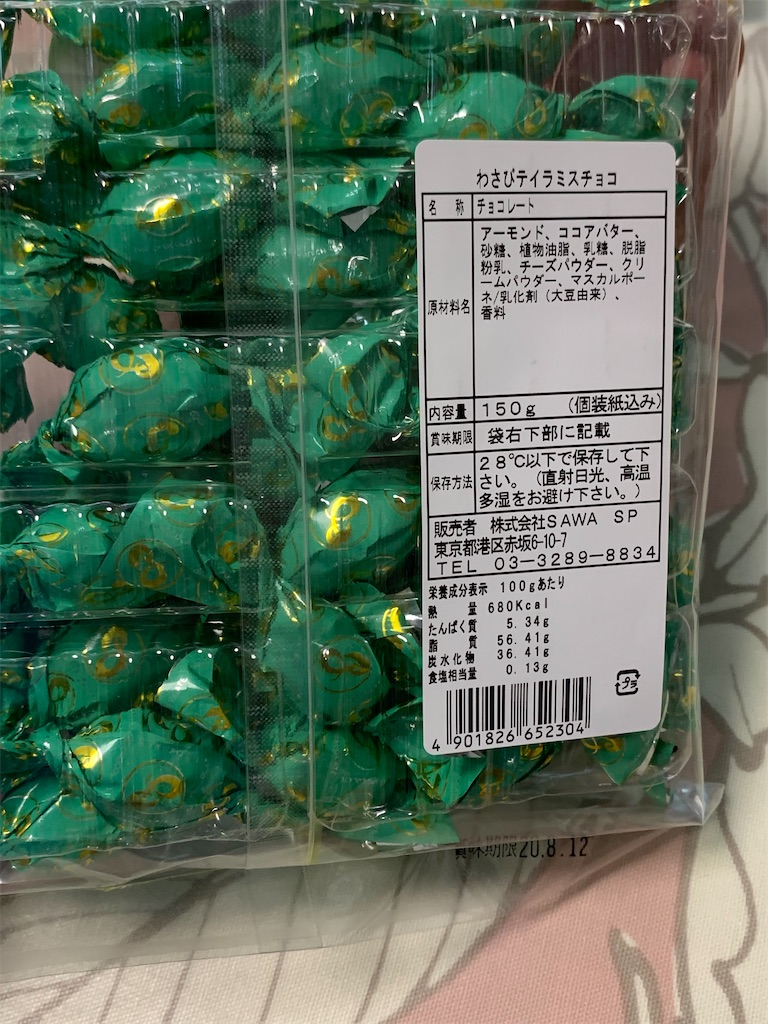 わさびテイラミスチョコ
名 称 チョコレート
原材料名 アーモンド、ココアバター、
砂糖、植物油脂、乳糖、脱脂
粉乳、チーズパウダー、クリ
ームパウダー、マスカルポー
ネ/乳化剤（大豆由来）、
香料
内容量 150g （個装紙込み）
賞味期限 袋右下部に記載
保存方法 28℃以下で保存して下
さい。（直射日光、高温
多湿をお避け下さい。）
販売者 株式会社SAWA SP
東京都港区赤坂6-10-7
TEL 03-3289-8834
栄養成分表示 100gあたり
熱 量 680Kcal
たんぱく質 5.34g
脂 質 56.41g
炭水化物 36.41g
食塩相当量 0.13g
プラ
4 901826 652304
賞味期限20.8.12